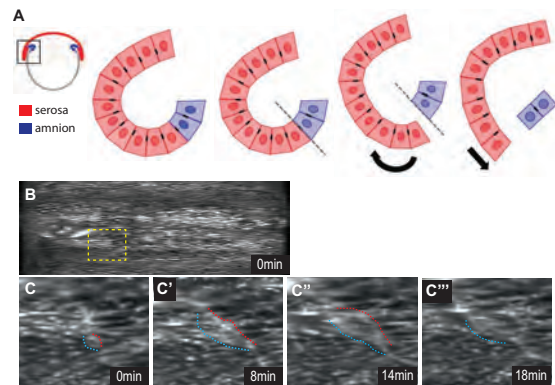 A
serosa
amnion
B
0min
C
0min
C'
8min
C''
14min
C'''
18min